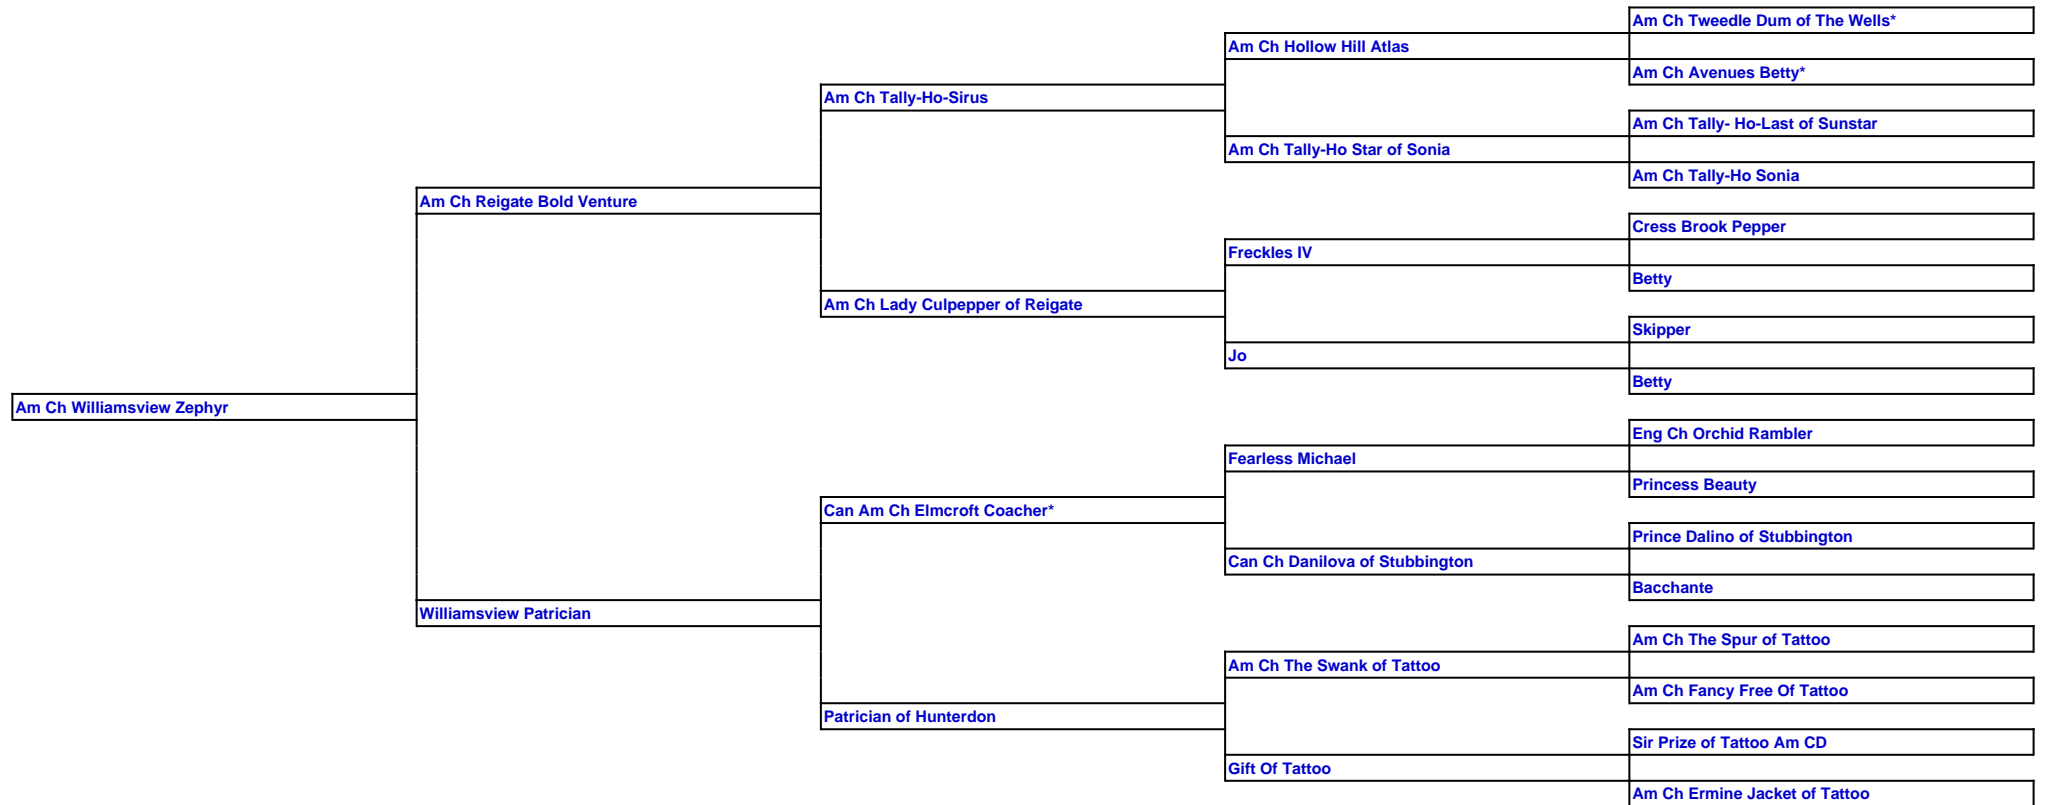 Am Ch Tweedle Dum of The Wells*
Am Ch Hollow Hill Atlas
Am Ch Avenues Betty*
Am Ch Tally-Ho-Sirus
Am Ch Tally- Ho-Last of Sunstar
Am Ch Tally-Ho Star of Sonia
Am Ch Tally-Ho Sonia
Am Ch Reigate Bold Venture
Cress Brook Pepper
Freckles IV
Betty
Am Ch Lady Culpepper of Reigate
Skipper
Jo
Betty
Am Ch Williamsview Zephyr
Eng Ch Orchid Rambler
Fearless Michael
Princess Beauty
Can Am Ch Elmcroft Coacher*
Prince Dalino of Stubbington
Can Ch Danilova of Stubbington
Bacchante
Williamsview Patrician
Am Ch The Spur of Tattoo
Am Ch The Swank of Tattoo
Am Ch Fancy Free Of Tattoo
Patrician of Hunterdon
Sir Prize of Tattoo Am CD
Gift Of Tattoo
Am Ch Ermine Jacket of Tattoo